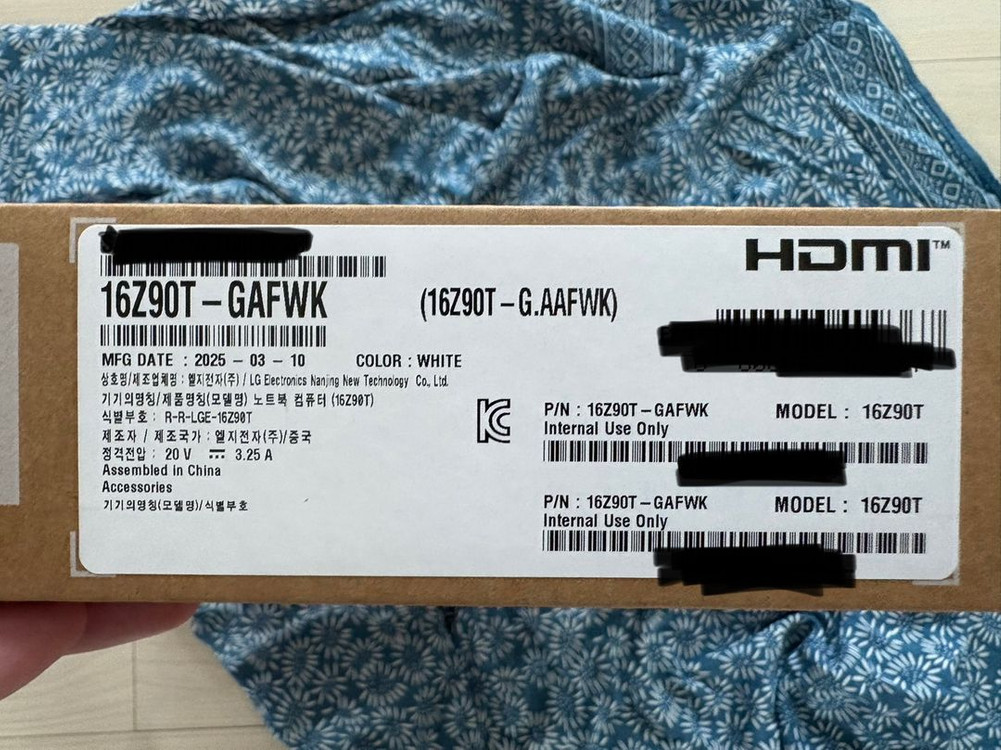 HDMI™
16Z90T-GAFWK (16Z90T-G.AAFWK)
MFG DATE : 2025 - 03 - 10 COLOR : WHITE
상호명/제조업체명 : 엘지전자(주) / LG Electronics Nanjing New Technology Co., Ltd.
기기의명칭/제품명칭(모델명) 노트북 컴퓨터 (16Z90T)
식별부호 : R-R-LGE-16Z90T
제조자 / 제조국가 : 엘지전자(주)/중국
정격전압 : 20 V ⎓ 3.25 A
Assembled in China
Accessories
기기의명칭(모델명)/식별부호
P/N : 16Z90T-GAFWK MODEL : 16Z90T
Internal Use Only
P/N : 16Z90T-GAFWK MODEL : 16Z90T
Internal Use Only